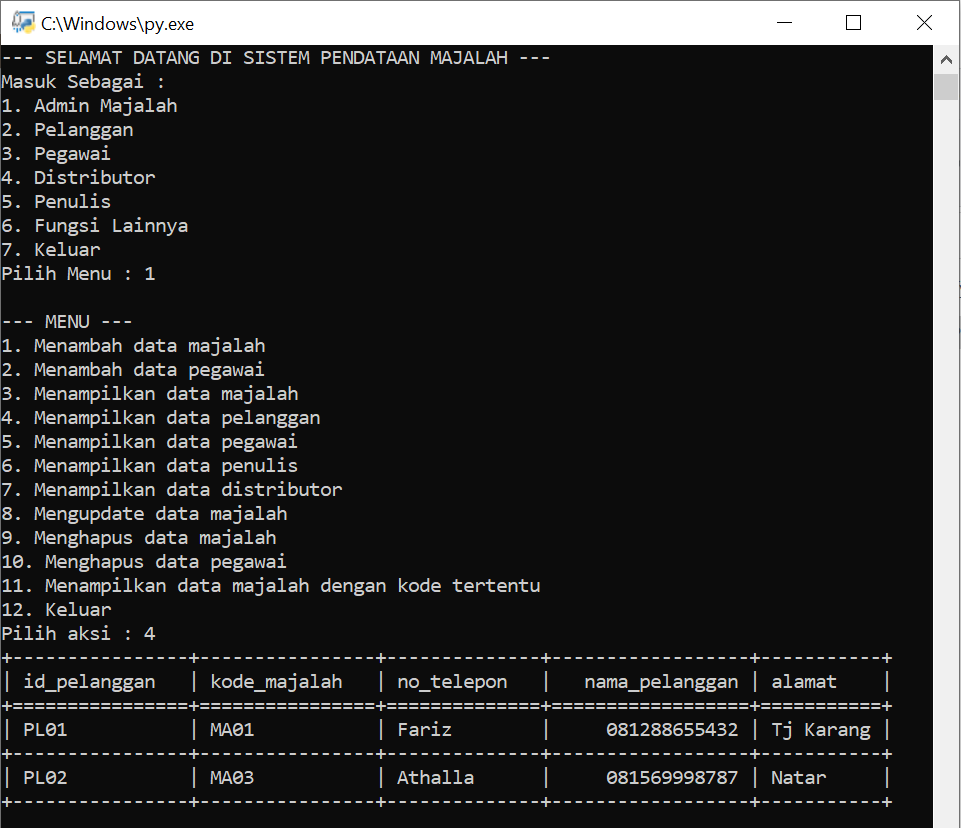 C:\Windows\py.exe
--- SELAMAT DATANG DI SISTEM PENDATAAN MAJALAH ---
Masuk Sebagai :
1. Admin Majalah
2. Pelanggan
3. Pegawai
4. Distributor
5. Penulis
6. Fungsi Lainnya
7. Keluar
Pilih Menu : 1
--- MENU ---
1. Menambah data majalah
2. Menambah data pegawai
3. Menampilkan data majalah
4. Menampilkan data pelanggan
5. Menampilkan data pegawai
6. Menampilkan data penulis
7. Menampilkan data distributor
8. Mengupdate data majalah
9. Menghapus data majalah
10. Menghapus data pegawai
11. Menampilkan data majalah dengan kode tertentu
12. Keluar
Pilih aksi : 4
+----------------+----------------+--------------+------------------+-----------+
| id_pelanggan   | kode_majalah   | no_telepon   |   nama_pelanggan | alamat    |
+================+================+==============+==================+===========+
| PL01           | MA01           | Fariz        |     081288655432 | Tj Karang |
+----------------+----------------+--------------+------------------+-----------+
| PL02           | MA03           | Athalla      |     081569998787 | Natar     |
+----------------+----------------+--------------+------------------+-----------+